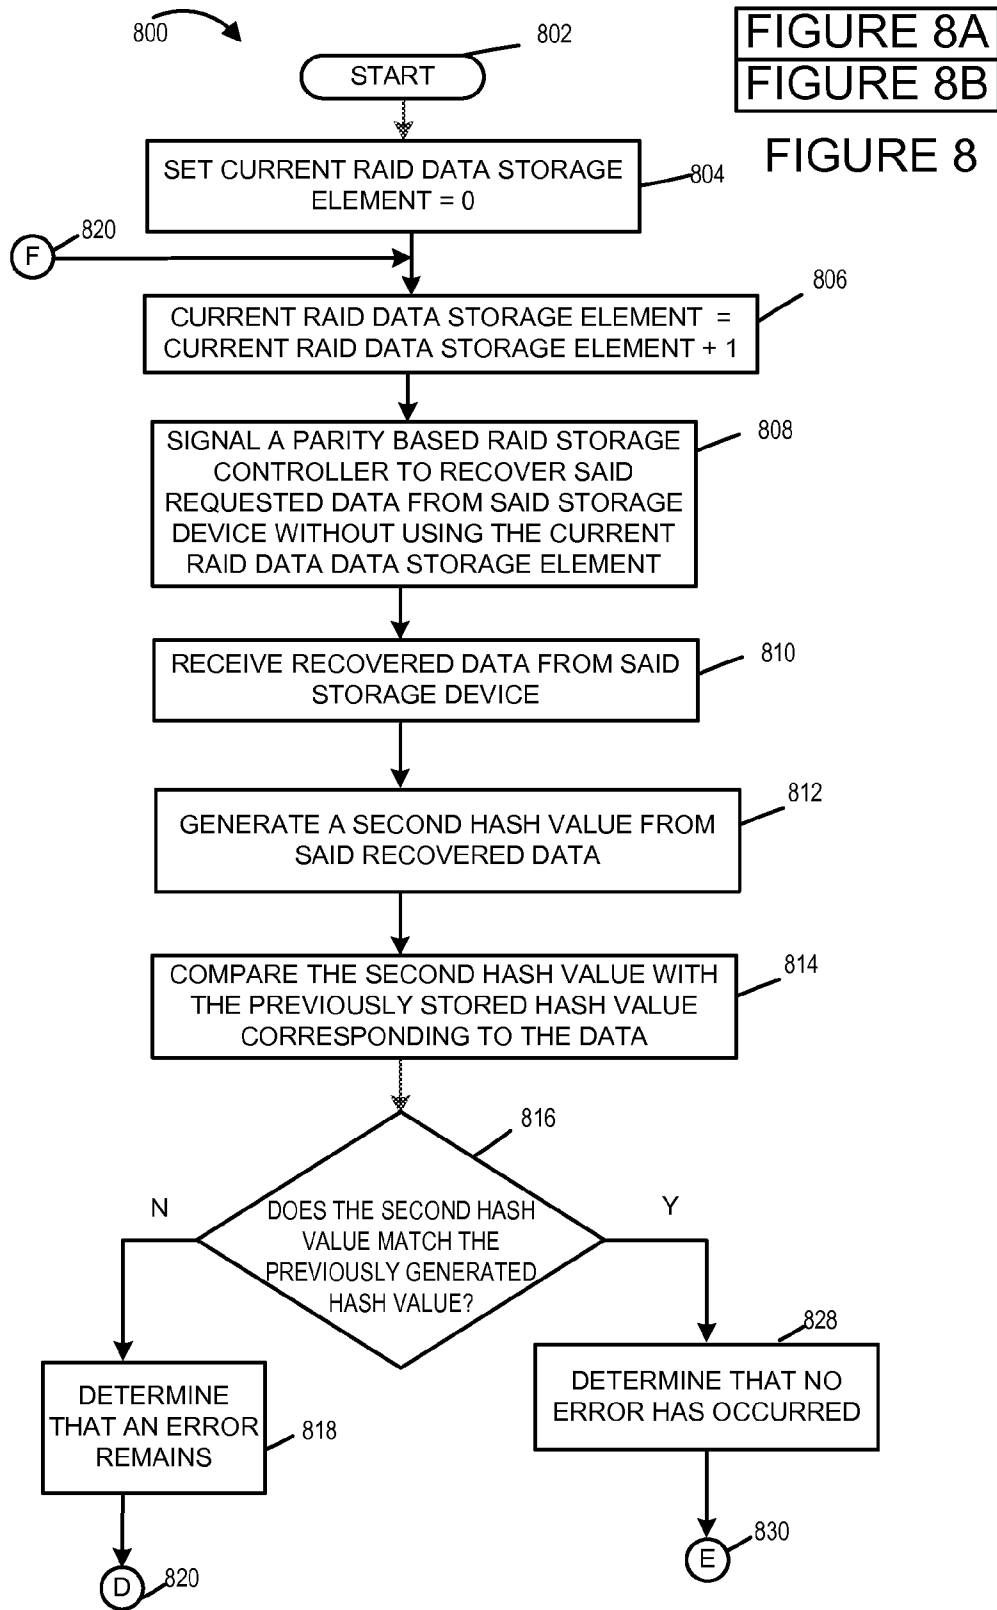 800
802
FIGURE 8A
FIGURE 8B
FIGURE 8
START
SET CURRENT RAID DATA STORAGE
ELEMENT = 0
804
820
F
806
CURRENT RAID DATA STORAGE ELEMENT =
CURRENT RAID DATA STORAGE ELEMENT + 1
SIGNAL A PARITY BASED RAID STORAGE
CONTROLLER TO RECOVER SAID
REQUESTED DATA FROM SAID STORAGE
DEVICE WITHOUT USING THE CURRENT
RAID DATA DATA STORAGE ELEMENT
808
RECEIVE RECOVERED DATA FROM SAID
STORAGE DEVICE
810
GENERATE A SECOND HASH VALUE FROM
SAID RECOVERED DATA
812
COMPARE THE SECOND HASH VALUE WITH
THE PREVIOUSLY STORED HASH VALUE
CORRESPONDING TO THE DATA
814
816
N
Y
DOES THE SECOND HASH
VALUE MATCH THE
PREVIOUSLY GENERATED
HASH VALUE?
828
DETERMINE
THAT AN ERROR
REMAINS
818
DETERMINE THAT NO
ERROR HAS OCCURRED
D
820
E
830